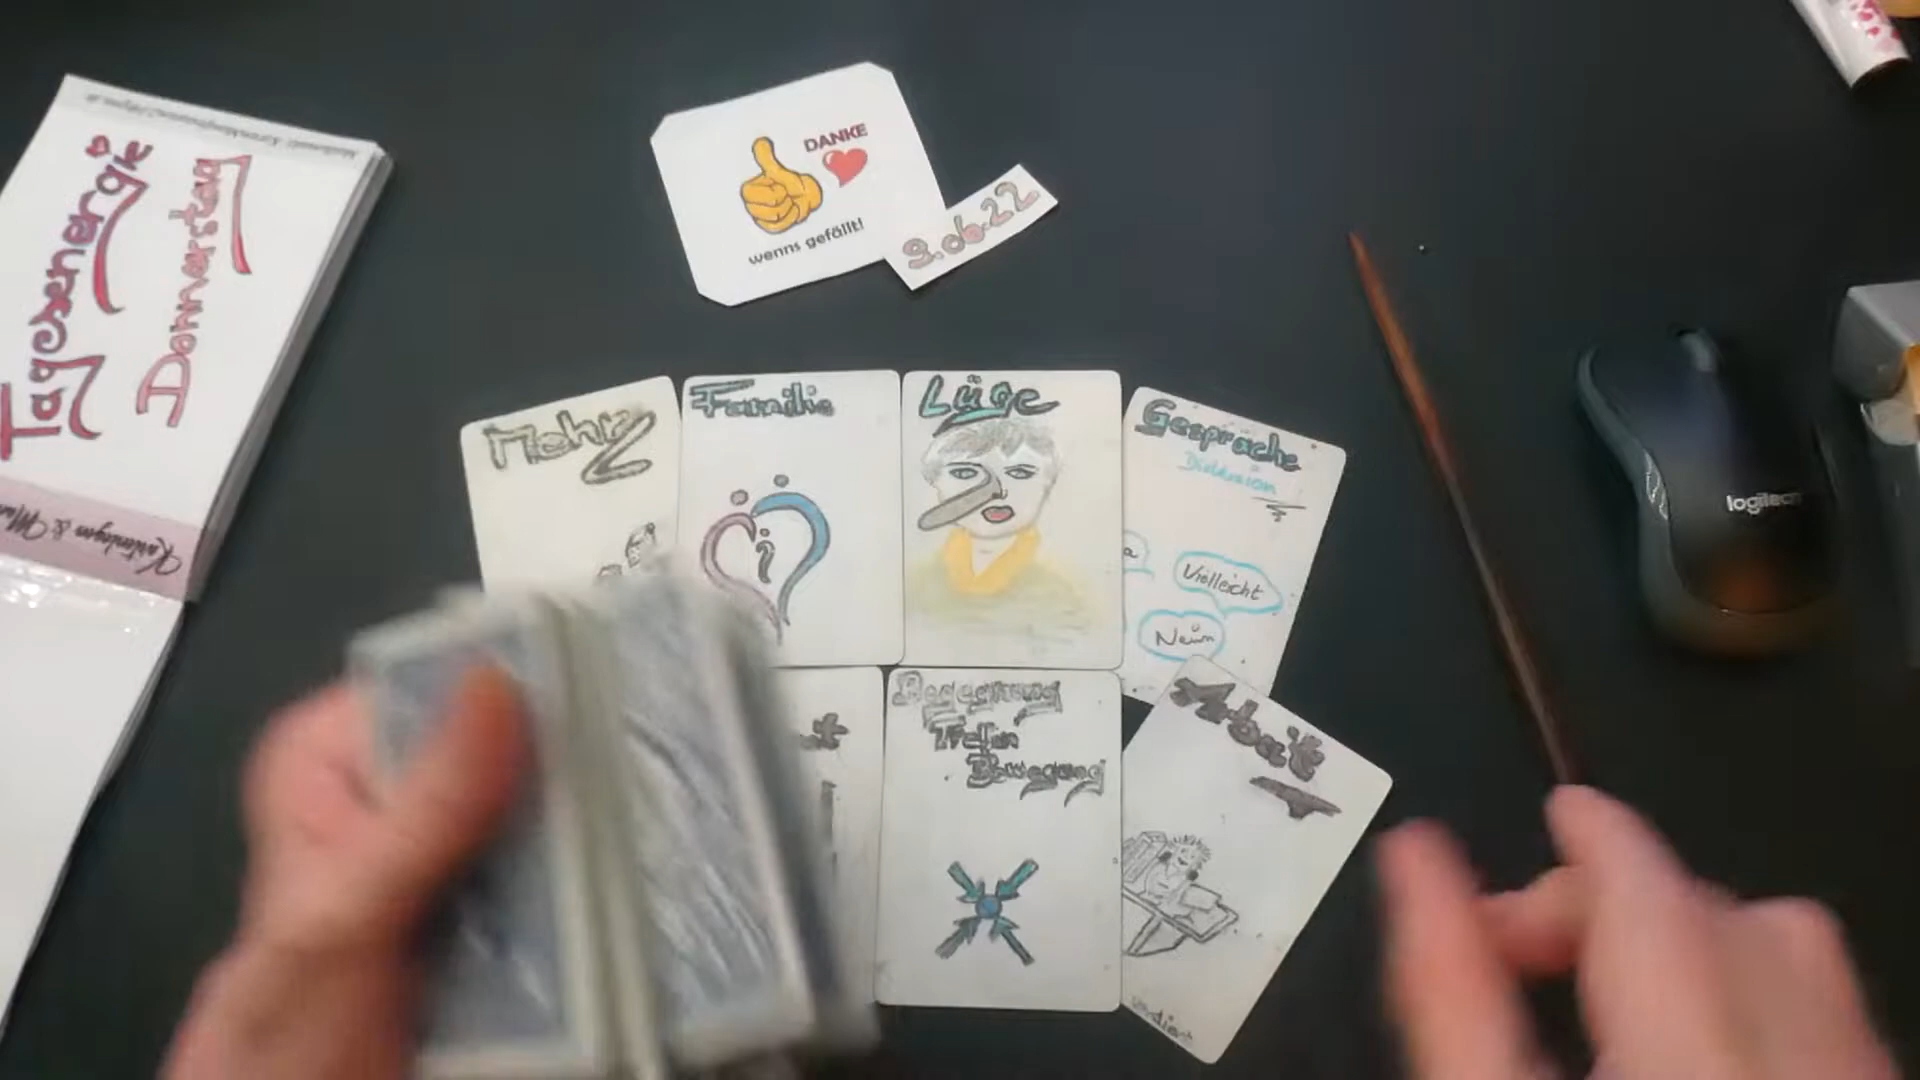 Tagesenergie
Donnerstag
DANKE
wenns gefällt!
9.06.22
Mehr
Familie
Lüge
Gespräche
Diskussion
Vielleicht
Nein
Begegnung
Treffen
Bewegung
Arbeit
logitech